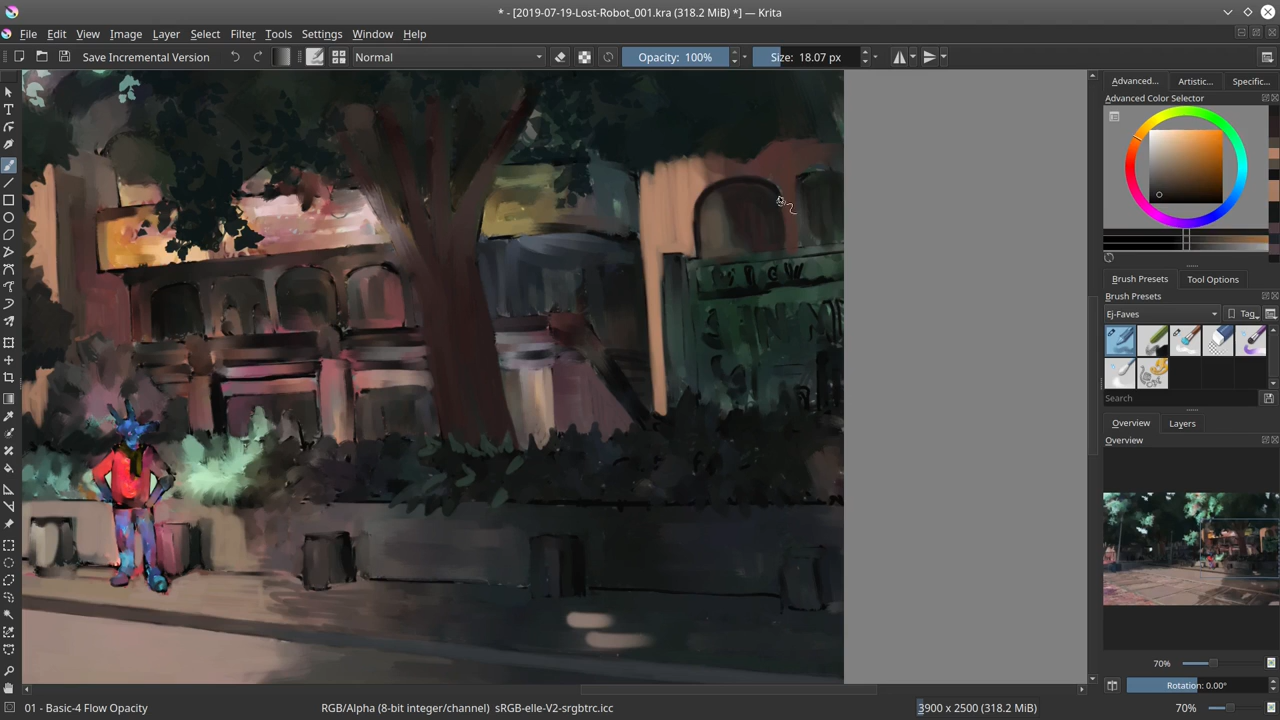 * - [2019-07-19-Lost-Robot_001.kra (318.2 MiB) *] — Krita
File Edit View Image Layer Select Filter Tools Settings Window Help
Save Incremental Version Normal Opacity: 100% Size: 18.07 px
Advanced... Artistic... Specific...
Advanced Color Selector
Brush Presets Tool Options
Brush Presets
Ej-Faves Tag
Search
Overview Layers
Overview
70%
Rotation: 0.00°
01 - Basic-4 Flow Opacity RGB/Alpha (8-bit integer/channel) sRGB-elle-V2-srgbtrc.icc 3900 x 2500 (318.2 MiB) 70%